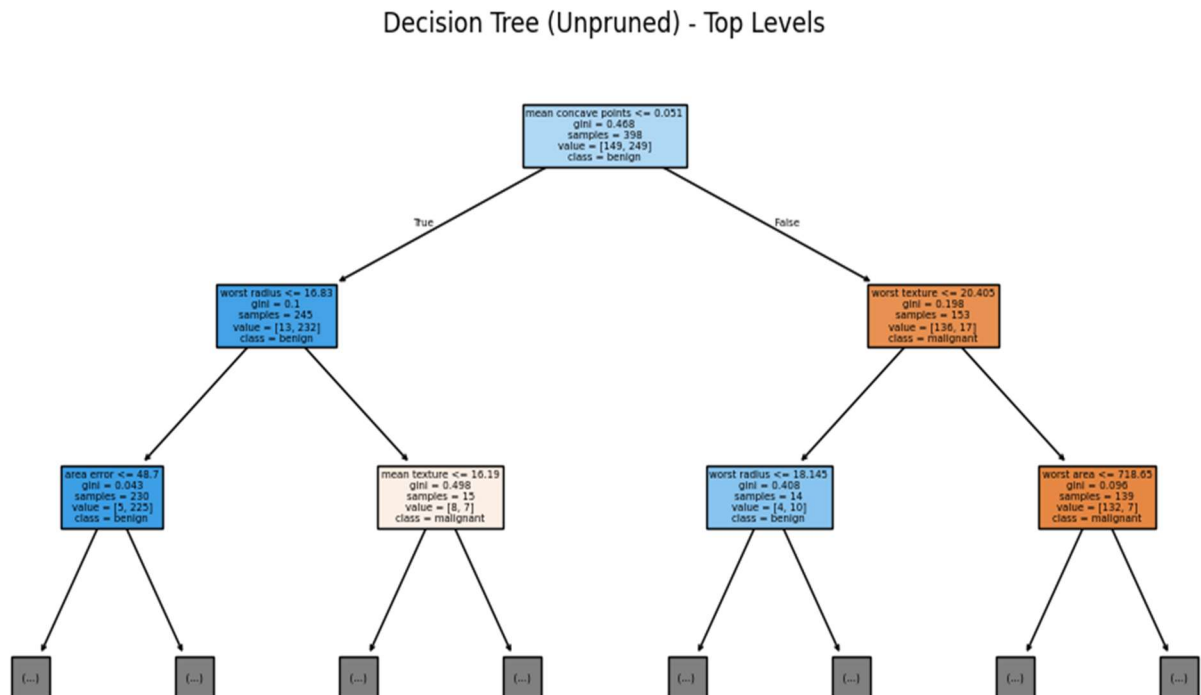 Decision Tree (Unpruned) - Top Levels
mean concave points <= 0.051
gini = 0.468
samples = 398
value = [149, 249]
class = benign
True
False
worst radius <= 16.83
gini = 0.1
samples = 245
value = [13, 232]
class = benign
worst texture <= 20.405
gini = 0.198
samples = 153
value = [136, 17]
class = malignant
area error <= 48.7
gini = 0.043
samples = 230
value = [5, 225]
class = benign
mean texture <= 16.19
gini = 0.498
samples = 15
value = [8, 7]
class = malignant
worst radius <= 18.145
gini = 0.408
samples = 14
value = [4, 10]
class = benign
worst area <= 718.65
gini = 0.096
samples = 139
value = [132, 7]
class = malignant
(...)
(...)
(...)
(...)
(...)
(...)
(...)
(...)